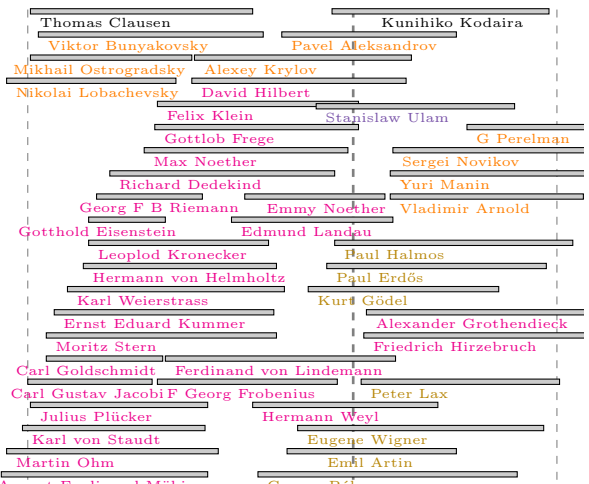 Thomas Clausen Kunihiko Kodaira
Viktor Bunyakovsky Pavel Aleksandrov
Mikhail Ostrogradsky Alexey Krylov
Nikolai Lobachevsky David Hilbert
Felix Klein Stanislaw Ulam
Gottlob Frege G Perelman
Max Noether Sergei Novikov
Richard Dedekind Yuri Manin
Georg F B Riemann Emmy Noether Vladimir Arnold
Gotthold Eisenstein Edmund Landau
Leoplod Kronecker Paul Halmos
Hermann von Helmholtz Paul Erdős
Karl Weierstrass Kurt Gödel
Ernst Eduard Kummer Alexander Grothendieck
Moritz Stern Friedrich Hirzebruch
Carl Goldschmidt Ferdinand von Lindemann
Carl Gustav Jacobi F Georg Frobenius Peter Lax
Julius Plücker Hermann Weyl
Karl von Staudt Eugene Wigner
Martin Ohm Emil Artin